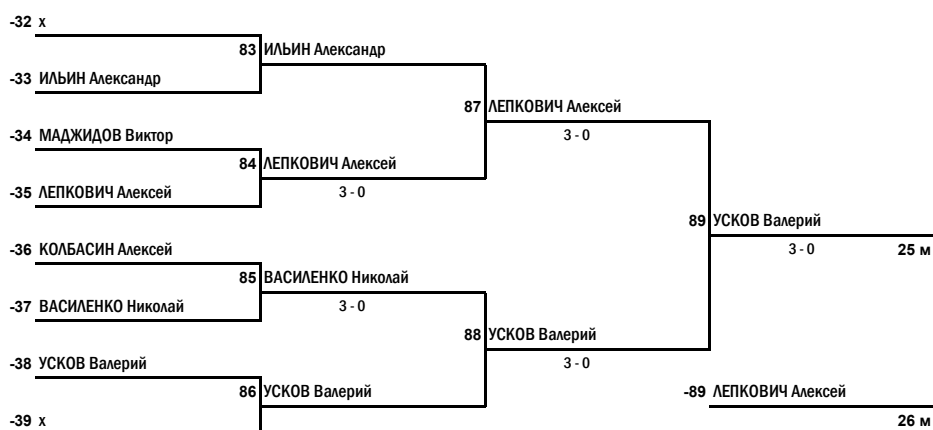 -32 х
83 ИЛЬИН Александр
-33 ИЛЬИН Александр
87 ЛЕПКОВИЧ Алексей
3 - 0
-34 МАДЖИДОВ Виктор
84 ЛЕПКОВИЧ Алексей
3 - 0
-35 ЛЕПКОВИЧ Алексей
89 УСКОВ Валерий
3 - 0
25 м
-36 КОЛБАСИН Алексей
85 ВАСИЛЕНКО Николай
3 - 0
-37 ВАСИЛЕНКО Николай
88 УСКОВ Валерий
3 - 0
-38 УСКОВ Валерий
86 УСКОВ Валерий
-39 х
-89 ЛЕПКОВИЧ Алексей
26 м